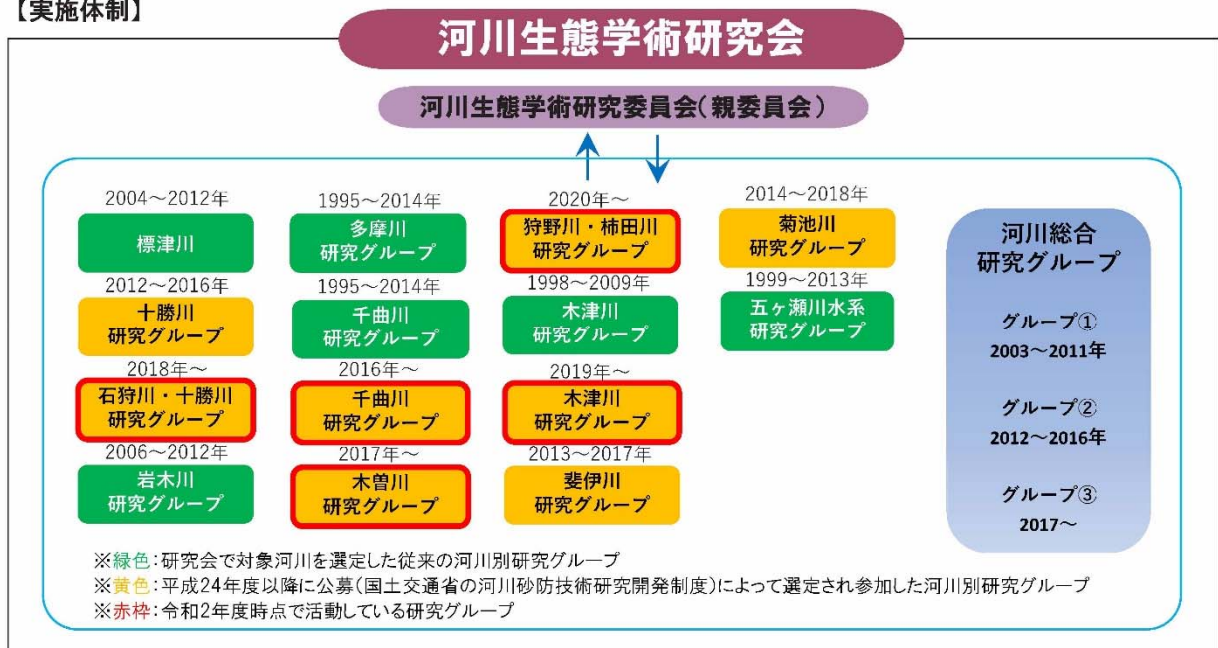 【実施体制】
河川生態学術研究会
河川生態学術研究委員会(親委員会)
2004～2012年
標津川
2012～2016年
十勝川
研究グループ
2018年～
石狩川・十勝川
研究グループ
2006～2012年
岩木川
研究グループ
1995～2014年
多摩川
研究グループ
1995～2014年
千曲川
研究グループ
2016年～
千曲川
研究グループ
2017年～
木曽川
研究グループ
2020年～
狩野川・柿田川
研究グループ
1998～2009年
木津川
研究グループ
2019年～
木津川
研究グループ
2013～2017年
斐伊川
研究グループ
2014～2018年
菊池川
研究グループ
1999～2013年
五ヶ瀬川水系
研究グループ
河川総合
研究グループ
グループ①
2003～2011年
グループ②
2012～2016年
グループ③
2017～
※緑色:研究会で対象河川を選定した従来の河川別研究グループ
※黄色:平成24年度以降に公募(国土交通省の河川砂防技術研究開発制度)によって選定され参加した河川別研究グループ
※赤枠:令和2年度時点で活動している研究グループ